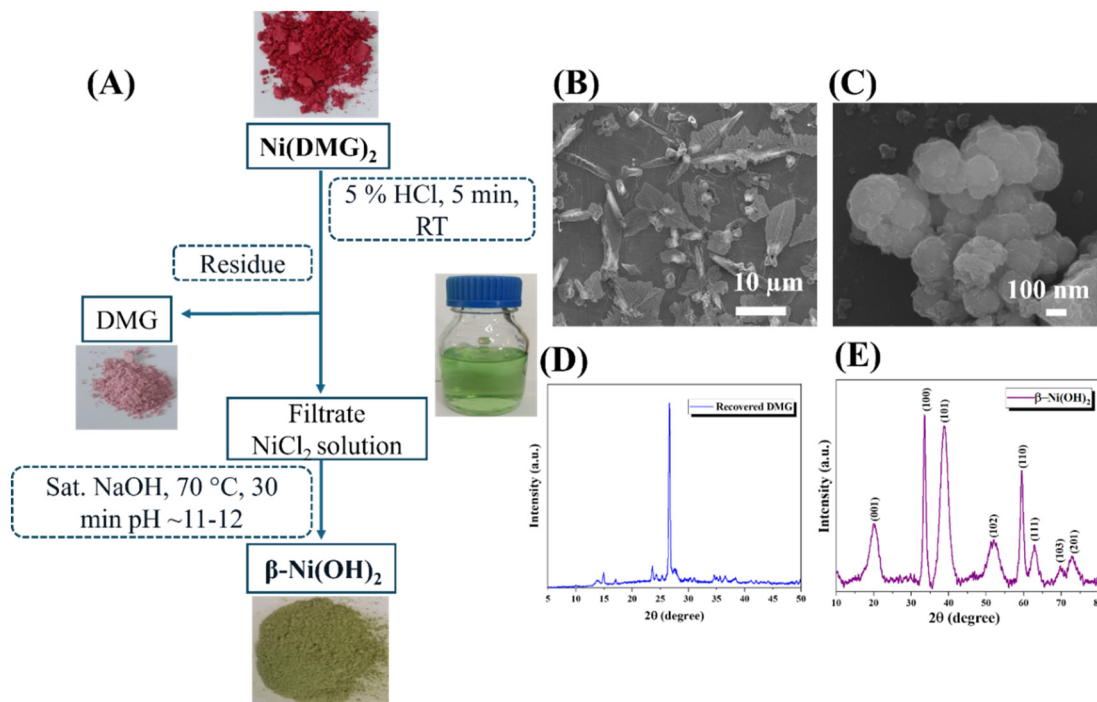 (A)
Ni(DMG)₂
5 % HCl, 5 min,
RT
Residue
DMG
Filtrate
NiCl₂ solution
Sat. NaOH, 70 °C, 30
min pH ~11-12
β-Ni(OH)₂
(B)
10 µm
(C)
100 nm
(D)
Recovered DMG
Intensity (a.u.)
5 10 15 20 25 30 35 40 45 50
2θ (degree)
(E)
β–Ni(OH)₂
Intensity (a.u.)
(001)
(100)
(101)
(102)
(110)
(111)
(103)
(201)
10 20 30 40 50 60 70 80
2θ (degree)